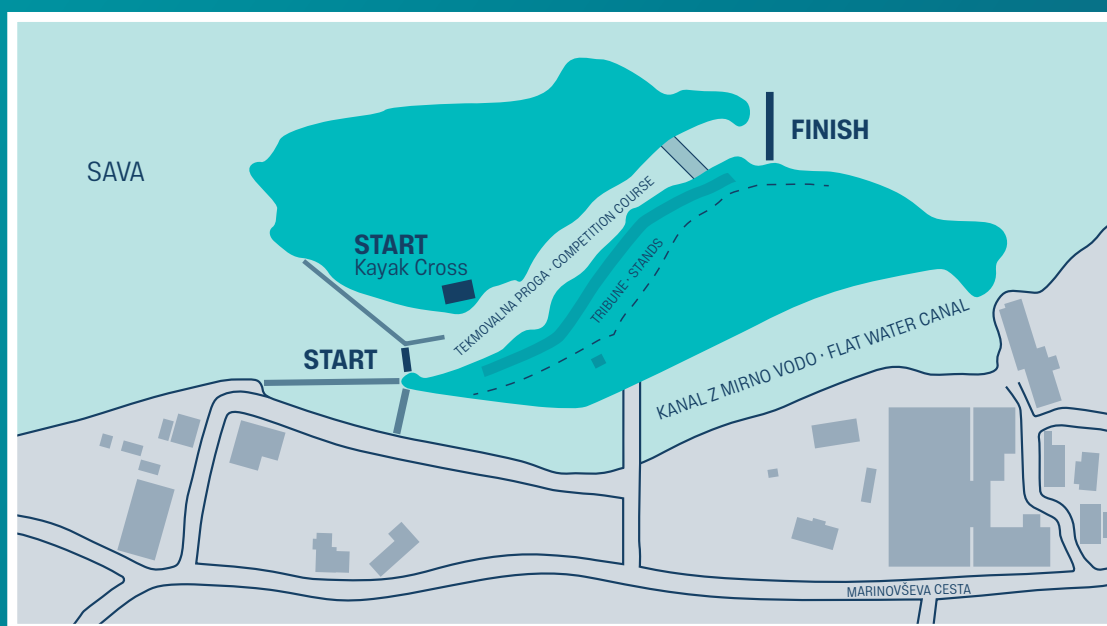 FINISH
SAVA
START
Kayak Cross
TEKMOVALNA PROGA · COMPETITION COURSE
TRIBUNE · STANDS
START
KANAL Z MIRNO VODO · FLAT WATER CANAL
MARINOVŠEVA CESTA